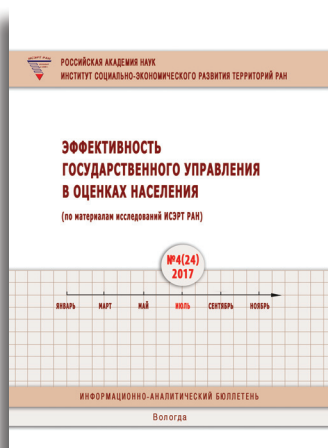 РОССИЙСКАЯ АКАДЕМИЯ НАУК
ИНСТИТУТ СОЦИАЛЬНО-ЭКОНОМИЧЕСКОГО РАЗВИТИЯ ТЕРРИТОРИЙ РАН
ЭФФЕКТИВНОСТЬ
ГОСУДАРСТВЕННОГО УПРАВЛЕНИЯ
В ОЦЕНКАХ НАСЕЛЕНИЯ
(по материалам исследований ИСЭРТ РАН)
№4(24)
2017
ЯНВАРЬ МАРТ МАЙ ИЮЛЬ СЕНТЯБРЬ НОЯБРЬ
ИНФОРМАЦИОННО-АНАЛИТИЧЕСКИЙ БЮЛЛЕТЕНЬ
Вологда